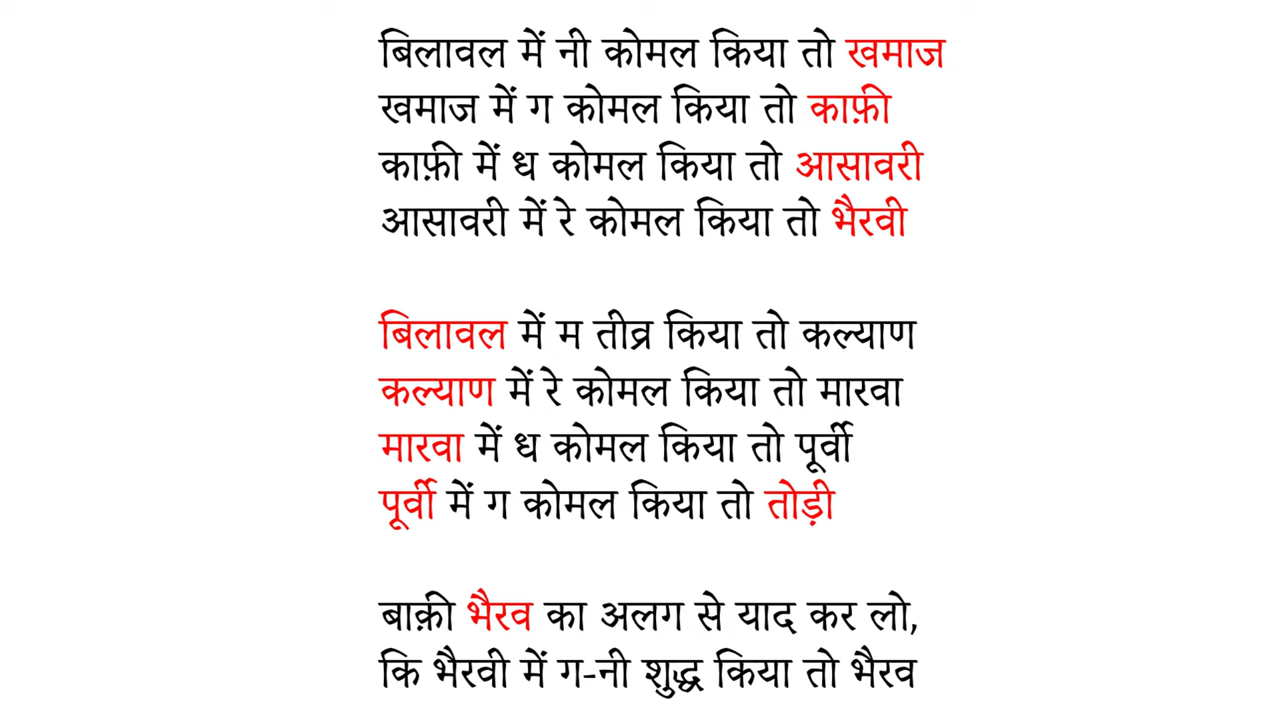 बिलावल में नी कोमल किया तो खमाज
खमाज में ग कोमल किया तो काफ़ी
काफ़ी में ध कोमल किया तो आसावरी
आसावरी में रे कोमल किया तो भैरवी
बिलावल में म तीव्र किया तो कल्याण
कल्याण में रे कोमल किया तो मारवा
मारवा में ध कोमल किया तो पूर्वी
पूर्वी में ग कोमल किया तो तोड़ी
बाक़ी भैरव का अलग से याद कर लो,
कि भैरवी में ग-नी शुद्ध किया तो भैरव